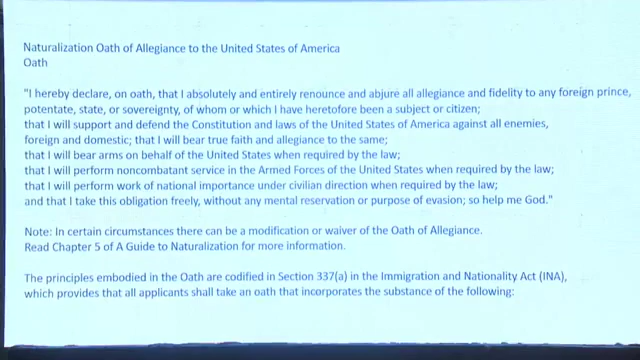 Naturalization Oath of Allegiance to the United States of America
Oath
"I hereby declare, on oath, that I absolutely and entirely renounce and abjure all allegiance and fidelity to any foreign prince,
potentate, state, or sovereignty, of whom or which I have heretofore been a subject or citizen;
that I will support and defend the Constitution and laws of the United States of America against all enemies,
foreign and domestic; that I will bear true faith and allegiance to the same;
that I will bear arms on behalf of the United States when required by the law;
that I will perform noncombatant service in the Armed Forces of the United States when required by the law;
that I will perform work of national importance under civilian direction when required by the law;
and that I take this obligation freely, without any mental reservation or purpose of evasion; so help me God."
Note: In certain circumstances there can be a modification or waiver of the Oath of Allegiance.
Read Chapter 5 of A Guide to Naturalization for more information.
The principles embodied in the Oath are codified in Section 337(a) in the Immigration and Nationality Act (INA),
which provides that all applicants shall take an oath that incorporates the substance of the following: